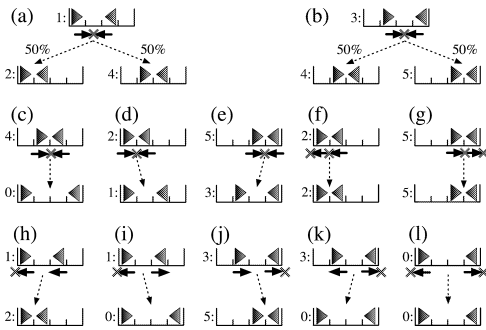 (a) 1: (b) 3:
50% 50% 50% 50%
2: 4: 4: 5:
(c) (d) (e) (f) (g)
4: 2: 5: 2: 5:
0: 1: 3: 2: 5:
(h) (i) (j) (k) (l)
1: 1: 3: 3: 0:
2: 0: 5: 0: 0: